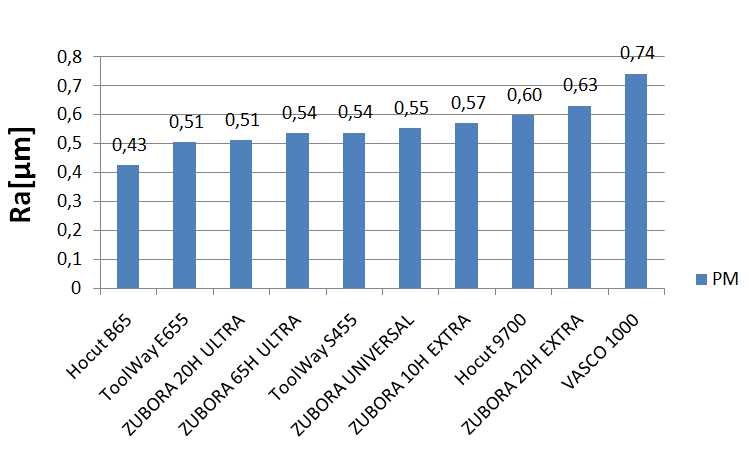 Ra[µm]
0,8
0,7
0,6
0,5
0,4
0,3
0,2
0,1
0
0,43
0,51
0,51
0,54
0,54
0,55
0,57
0,60
0,63
0,74
Hocut B65
ToolWay E655
ZUBORA 20H ULTRA
ZUBORA 65H ULTRA
ToolWay S455
ZUBORA UNIVERSAL
ZUBORA 10H EXTRA
Hocut 9700
ZUBORA 20H EXTRA
VASCO 1000
PM